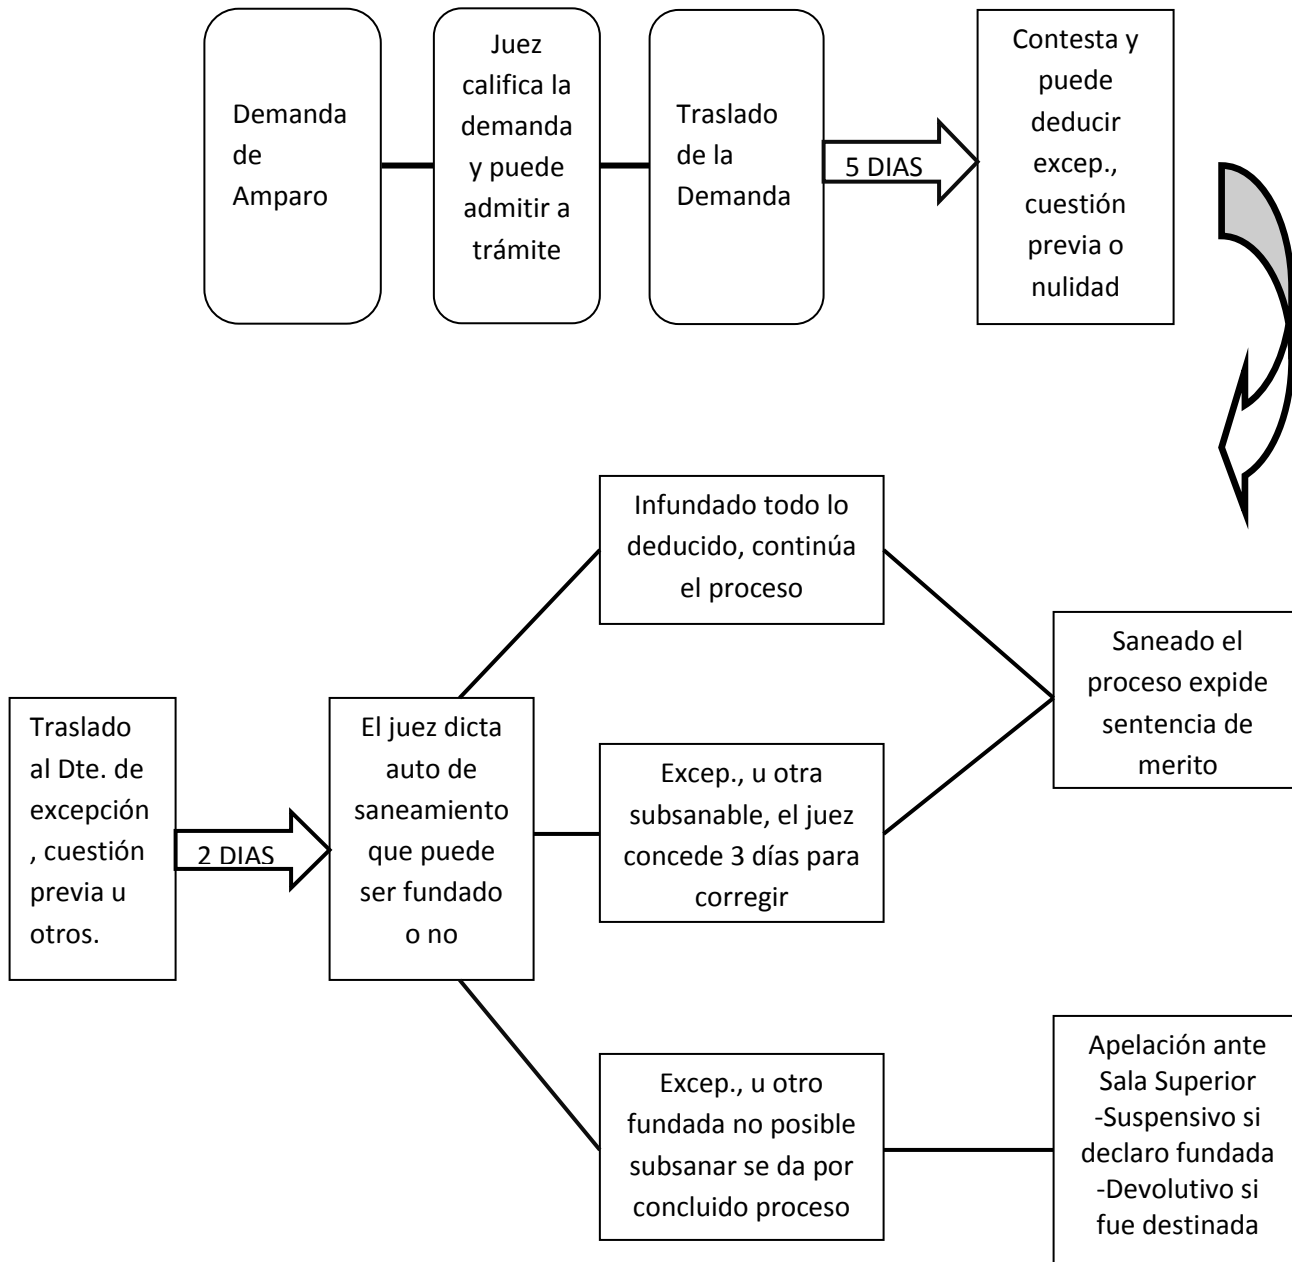 Demanda
de
Amparo
Juez
califica la
demanda
y puede
admitir a
trámite
Traslado
de la
Demanda
5 DIAS
Contesta y
puede
deducir
excep.,
cuestión
previa o
nulidad
Traslado
al Dte. de
excepción
, cuestión
previa u
otros.
2 DIAS
El juez dicta
auto de
saneamiento
que puede
ser fundado
o no
Infundado todo lo
deducido, continúa
el proceso
Excep., u otra
subsanable, el juez
concede 3 días para
corregir
Saneado el
proceso expide
sentencia de
merito
Excep., u otro
fundada no posible
subsanar se da por
concluido proceso
Apelación ante
Sala Superior
-Suspensivo si
declaro fundada
-Devolutivo si
fue destinada